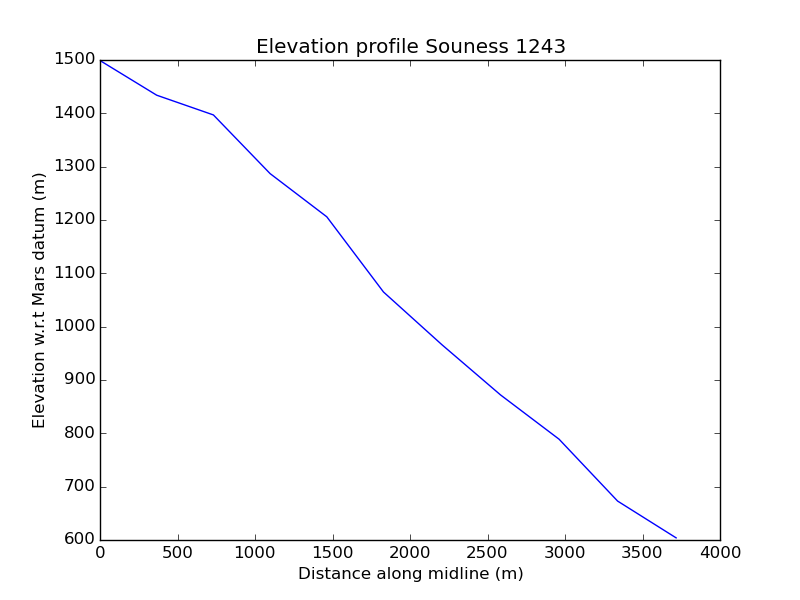 Elevation profile Souness 1243
1500
1400
1300
1200
1100
1000
900
800
700
600
Elevation w.r.t Mars datum (m)
0 500 1000 1500 2000 2500 3000 3500 4000
Distance along midline (m)